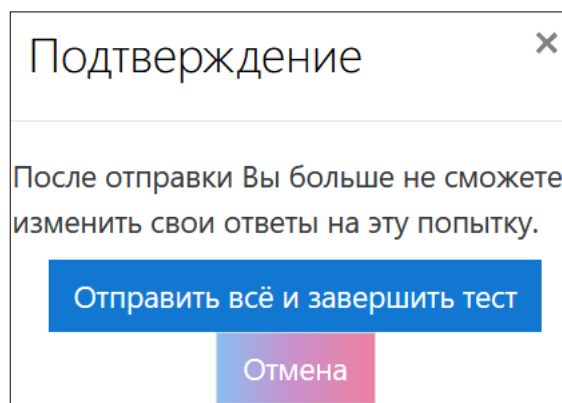 Подтверждение
После отправки Вы больше не сможете
изменить свои ответы на эту попытку.
Отправить всё и завершить тест
Отмена